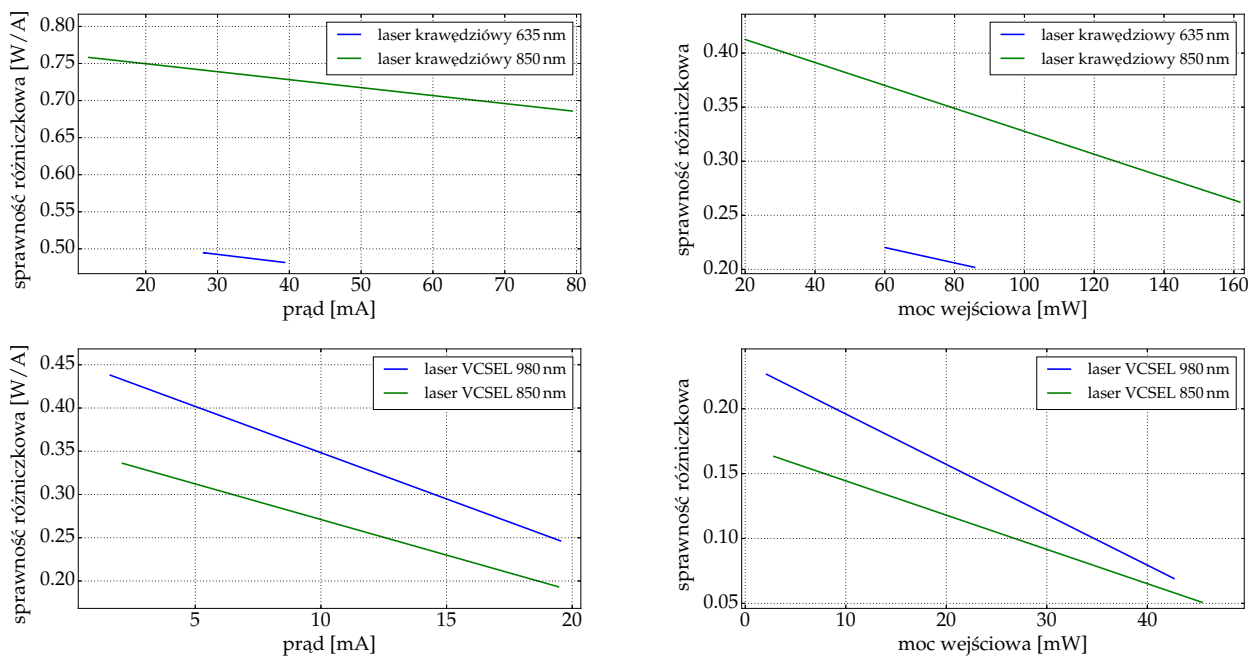 sprawność różniczkowa [W/A]
0.80
0.75
0.70
0.65
0.60
0.55
0.50
laser krawędziówy 635 nm
laser krawędziówy 850 nm
20 30 40 50 60 70 80
prąd [mA]
sprawność różniczkowa
0.40
0.35
0.30
0.25
0.20
laser krawędziowy 635 nm
laser krawędziowy 850 nm
20 40 60 80 100 120 140 160
moc wejściowa [mW]
sprawność różniczkowa [W/A]
0.45
0.40
0.35
0.30
0.25
0.20
laser VCSEL 980 nm
laser VCSEL 850 nm
5 10 15 20
prąd [mA]
sprawność różniczkowa
0.20
0.15
0.10
0.05
laser VCSEL 980 nm
laser VCSEL 850 nm
0 10 20 30 40
moc wejściowa [mW]